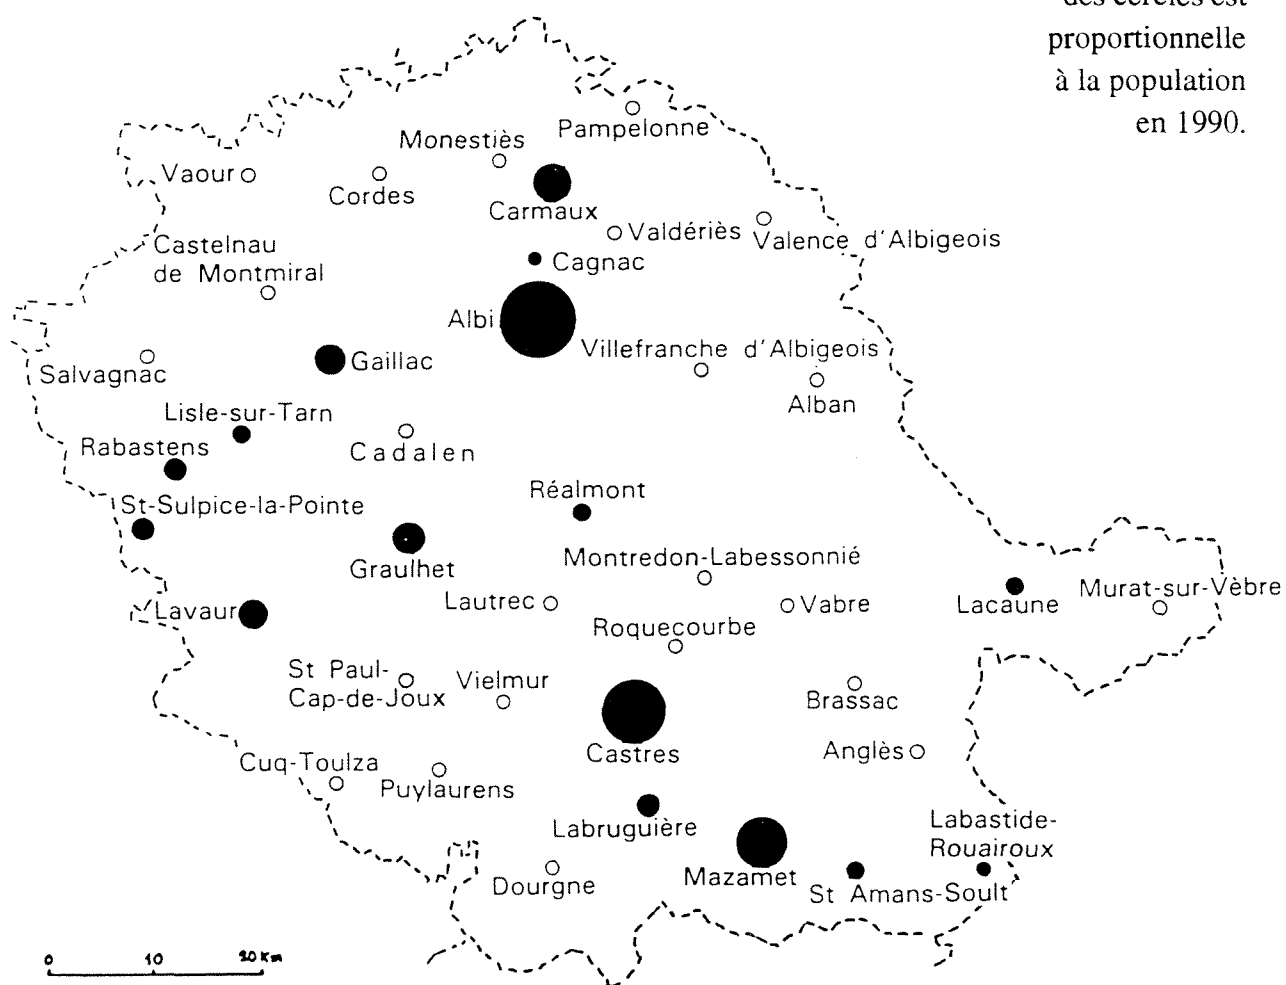 des cercles est
proportionnelle
à la population
en 1990.
Pampelonne
Monestiès
Vaour
Cordes
Carmaux
Valdériès
Valence d'Albigeois
Castelnau
de Montmiral
Cagnac
Albi
Villefranche d'Albigeois
Gaillac
Salvagnac
Alban
Lisle-sur-Tarn
Rabastens
Cadalen
St-Sulpice-la-Pointe
Réalmont
Graulhet
Montredon-Labessonnié
Lavaur
Lautrec
Vabre
Lacaune
Murat-sur-Vèbre
Roquecourbe
St Paul-
Cap-de-Joux
Vielmur
Brassac
Castres
Anglès
Cuq-Toulza
Puylaurens
Labruguière
Labastide-
Rouairoux
Mazamet
Dourgne
St Amans-Soult
0 10 20 Km